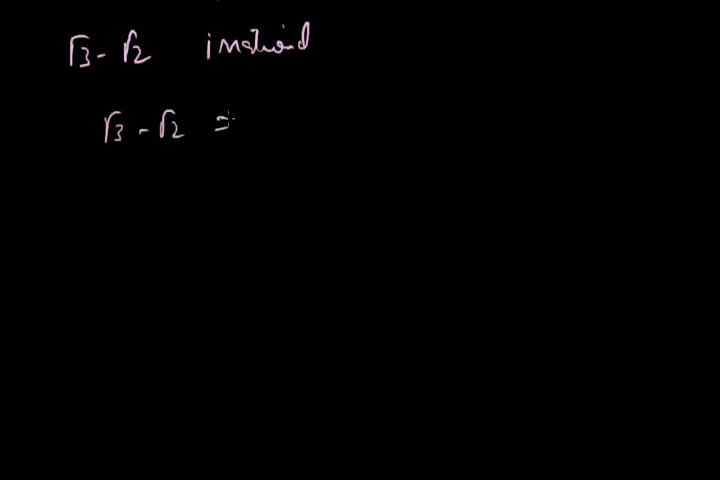 √3 - √2 irrational
√3 - √2 =